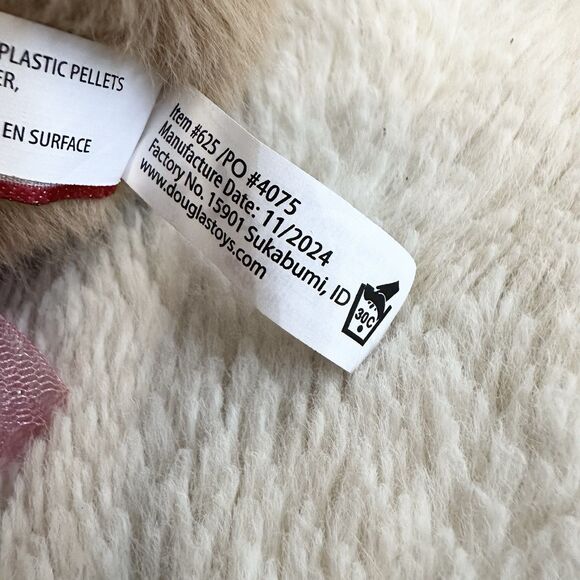 PLASTIC PELLETS
ER,
EN SURFACE
Item #625 /PO #4075
Manufacture Date: 11/2024
Factory No. 15901 Sukabumi, ID
www.douglastoys.com
30C